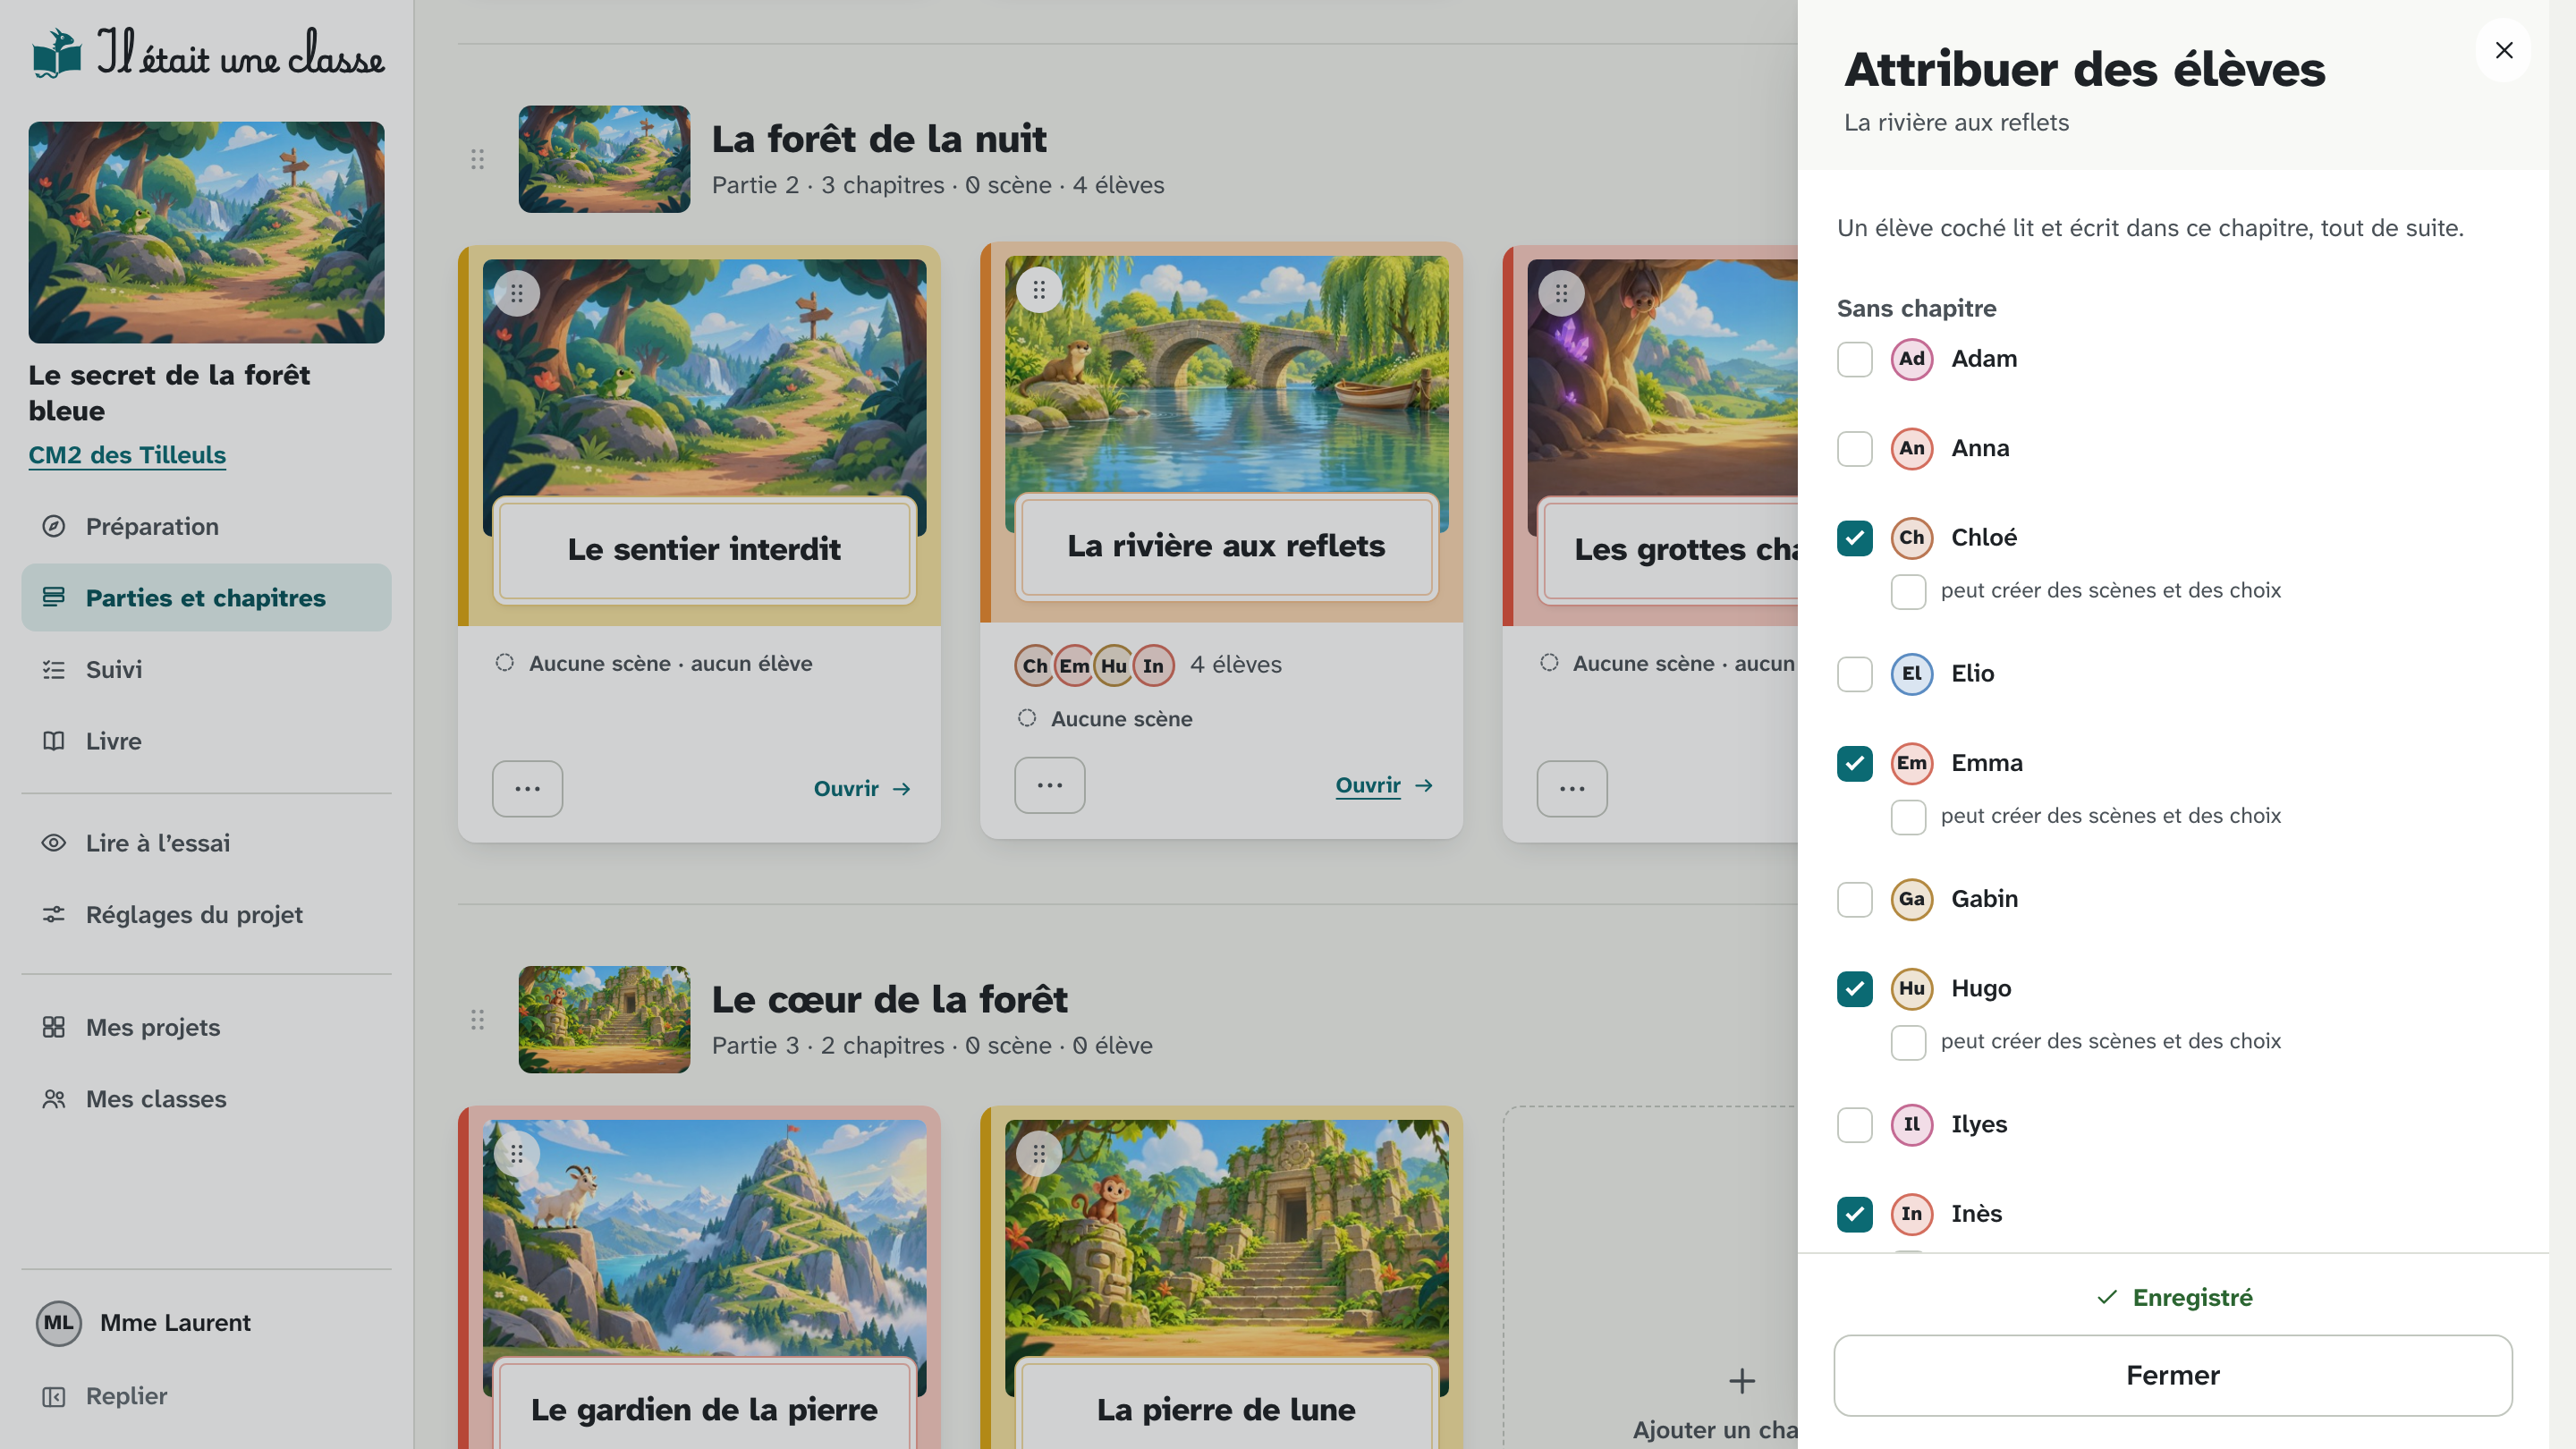 Il était une classe
Le secret de la forêt
bleue
CM2 des Tilleuls
Préparation
Parties et chapitres
Suivi
Livre
Lire à l'essai
Réglages du projet
Mes projets
Mes classes
ML Mme Laurent
Replier
La forêt de la nuit
Partie 2 · 3 chapitres · 0 scène · 4 élèves
Le sentier interdit
Aucune scène · aucun élève
Ouvrir
La rivière aux reflets
Ch Em Hu In 4 élèves
Aucune scène
Ouvrir
Les grottes cha
Aucune scène · aucun
Le cœur de la forêt
Partie 3 · 2 chapitres · 0 scène · 0 élève
Le gardien de la pierre
La pierre de lune
Ajouter un cha
Attribuer des élèves
La rivière aux reflets
Un élève coché lit et écrit dans ce chapitre, tout de suite.
Sans chapitre
Ad Adam
An Anna
Ch Chloé
peut créer des scènes et des choix
El Elio
Em Emma
peut créer des scènes et des choix
Ga Gabin
Hu Hugo
peut créer des scènes et des choix
Il Ilyes
In Inès
Enregistré
Fermer